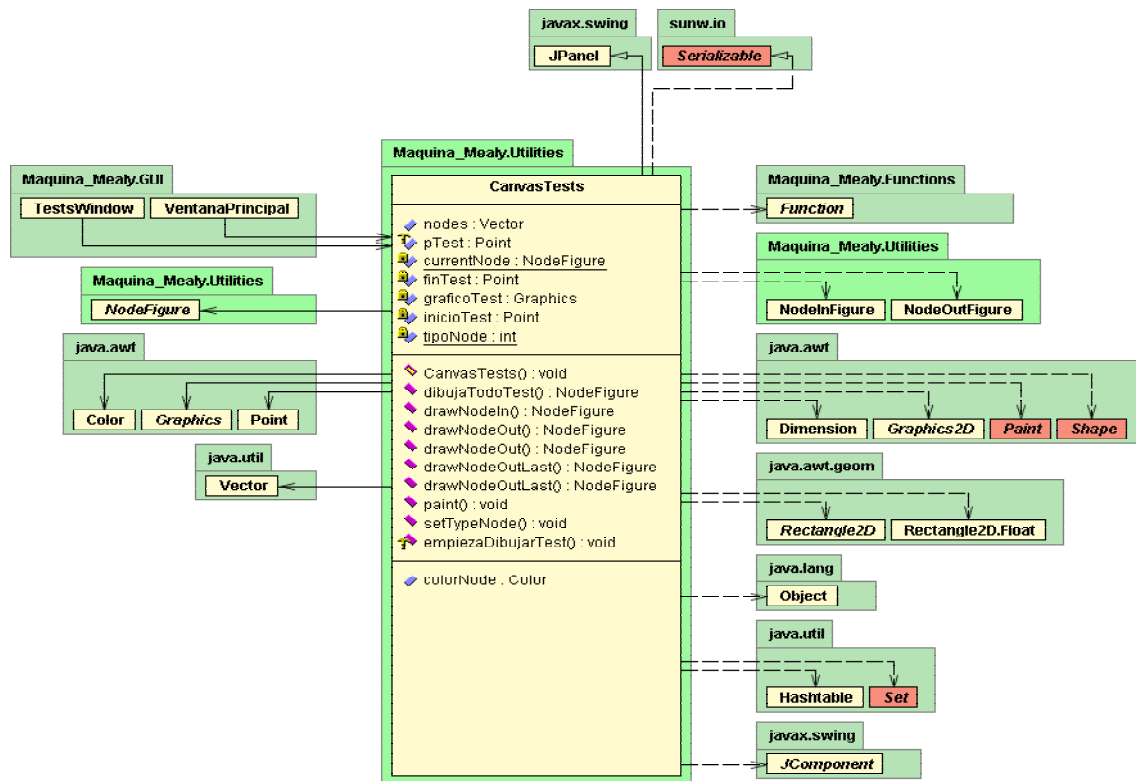 javax.swing
JPanel
sunw.io
Serializable
Maquina_Mealy.Utilities
CanvasTests
nodes : Vector
pTest : Point
currentNode : NodeFigure
finTest : Point
graficoTest : Graphics
inicioTest : Point
tipoNode : int
CanvasTests() : void
dibujaTodoTest() : NodeFigure
drawNodeIn() : NodeFigure
drawNodeOut() : NodeFigure
drawNodeOut() : NodeFigure
drawNodeOutLast() : NodeFigure
drawNodeOutLast() : NodeFigure
paint() : void
setTypeNode() : void
empiezaDibujarTest() : void
colorNode : Color
Maquina_Mealy.GUI
TestsWindow
VentanaPrincipal
Maquina_Mealy.Utilities
NodeFigure
java.awt
Color
Graphics
Point
java.util
Vector
Maquina_Mealy.Functions
Function
Maquina_Mealy.Utilities
NodeInFigure
NodeOutFigure
java.awt
Dimension
Graphics2D
Paint
Shape
java.awt.geom
Rectangle2D
Rectangle2D.Float
java.lang
Object
java.util
Hashtable
Set
javax.swing
JComponent